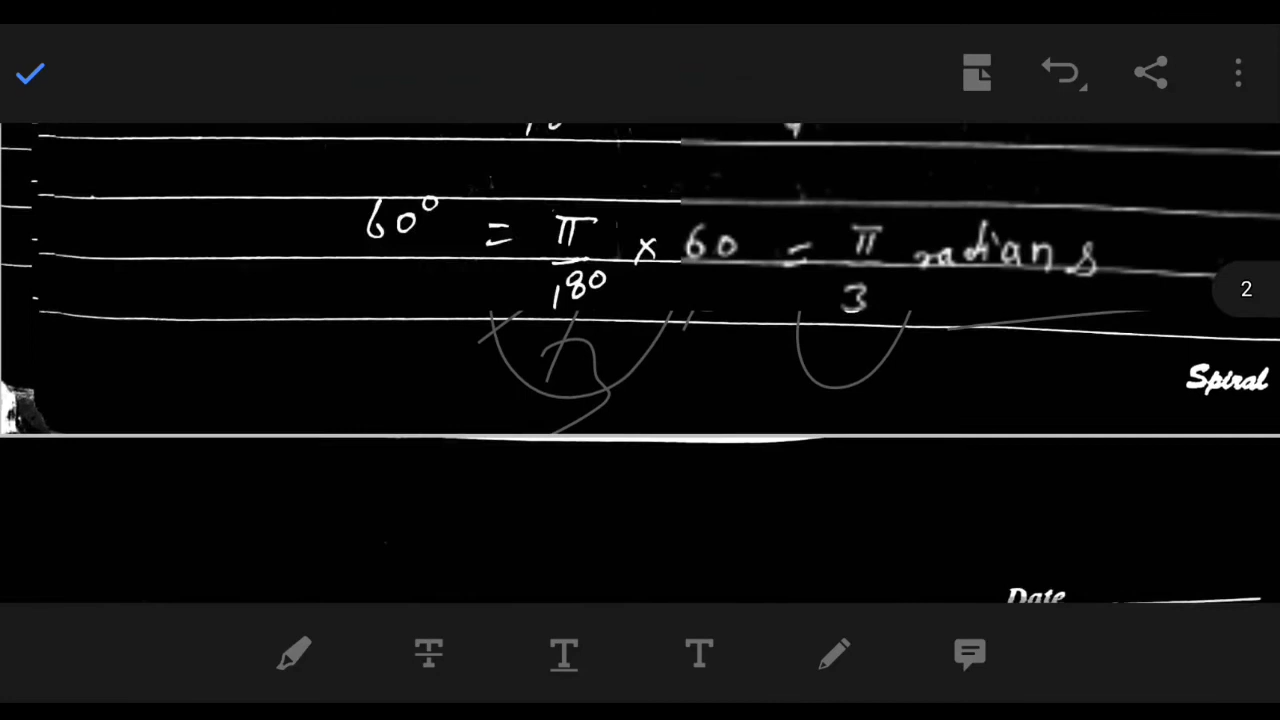 60° = π/180 × 60 = π/3 radians
2
Spiral
Date